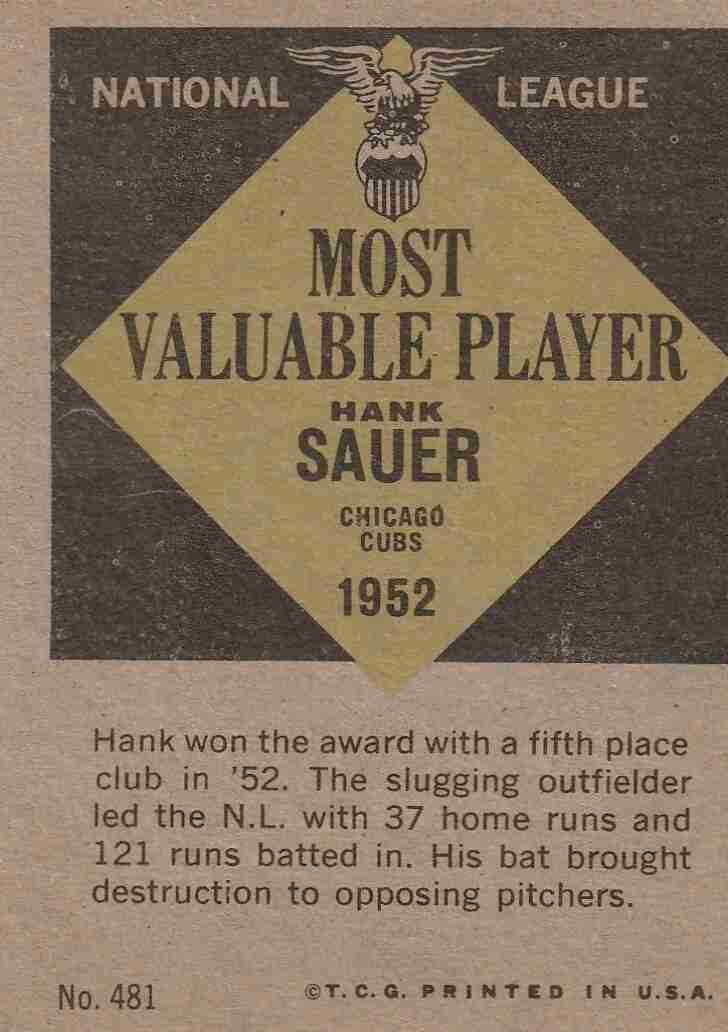 NATIONAL LEAGUE
MOST
VALUABLE PLAYER
HANK
SAUER
CHICAGO
CUBS
1952
Hank won the award with a fifth place
club in '52. The slugging outfielder
led the N.L. with 37 home runs and
121 runs batted in. His bat brought
destruction to opposing pitchers.
No. 481 ©T.C.G. PRINTED IN U.S.A.